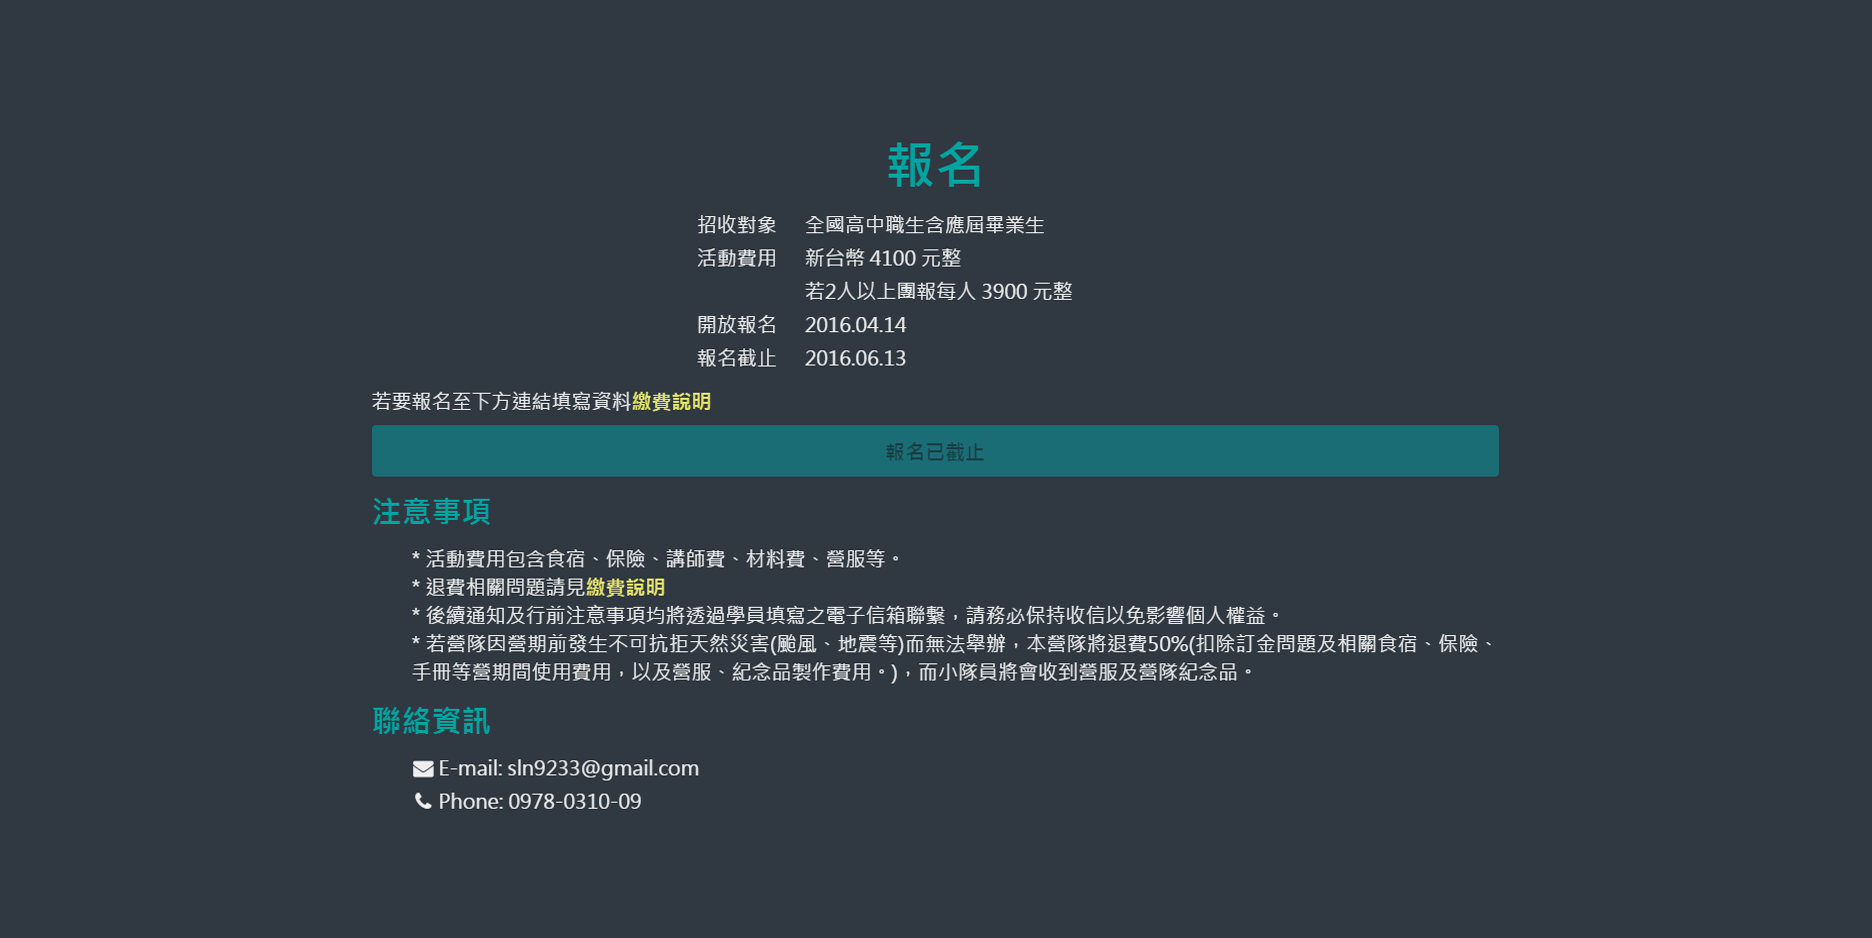 報名
招收對象 全國高中職生含應屆畢業生
活動費用 新台幣 4100 元整
若2人以上團報每人 3900 元整
開放報名 2016.04.14
報名截止 2016.06.13
若要報名至下方連結填寫資料繳費說明
報名已截止
注意事項
* 活動費用包含食宿、保險、講師費、材料費、營服等。
* 退費相關問題請見繳費說明
* 後續通知及行前注意事項均將透過學員填寫之電子信箱聯繫，請務必保持收信以免影響個人權益。
* 若營隊因營期前發生不可抗拒天然災害(颱風、地震等)而無法舉辦，本營隊將退費50%(扣除訂金問題及相關食宿、保險、
手冊等營期間使用費用，以及營服、紀念品製作費用。)，而小隊員將會收到營服及營隊紀念品。
聯絡資訊
E-mail: sln9233@gmail.com
Phone: 0978-0310-09